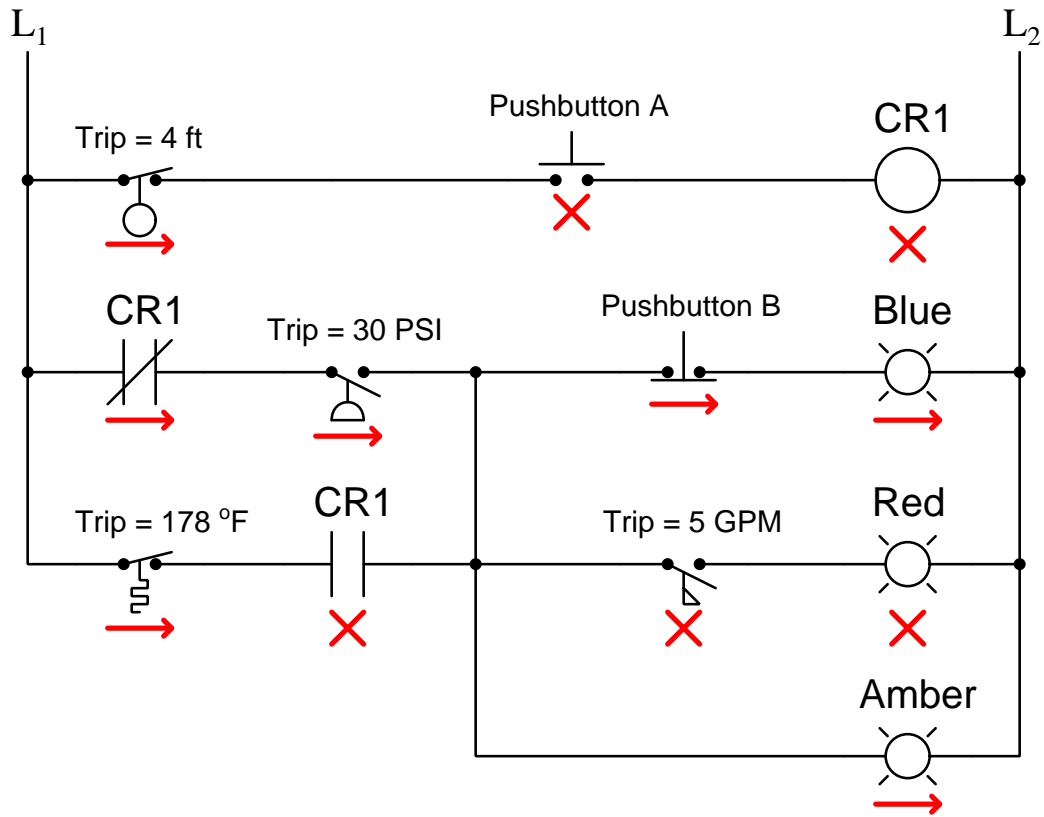 L₁ L₂
Trip = 4 ft Pushbutton A CR1
CR1 Trip = 30 PSI Pushbutton B Blue
Trip = 178 °F CR1 Trip = 5 GPM Red
Amber